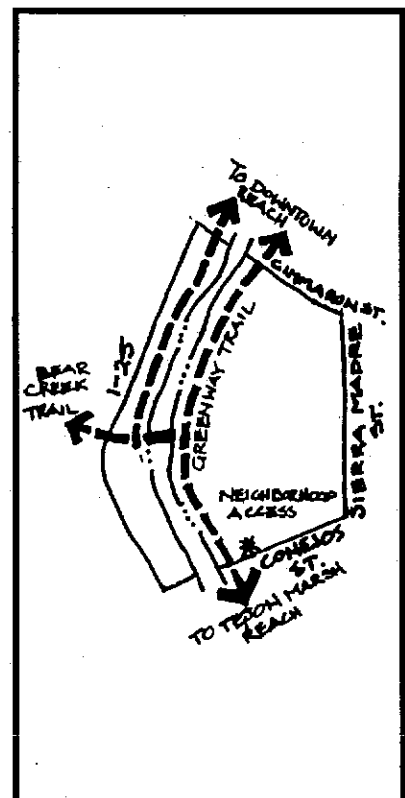 TO DOWNTOWN
REACH
CIMARRON ST.
I-25
BEAR
CREEK
TRAIL
GREENWAY TRAIL
SIERRA MADRE
ST.
NEIGHBORHOOD
ACCESS
CONEJOS
ST.
TO TEJON MARSH
REACH